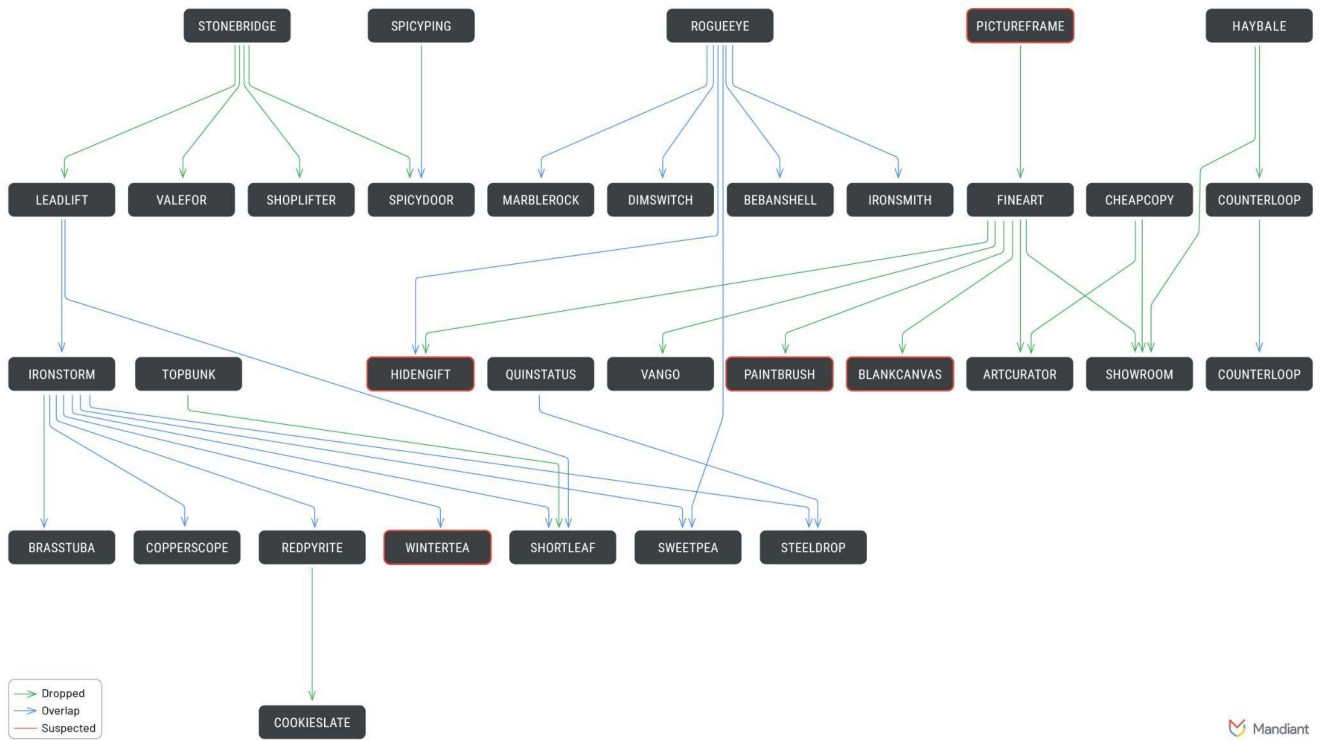 STONEBRIDGE
SPICYPING
ROGUEEYE
PICTUREFRAME
HAYBALE
LEADLIFT
VALEFOR
SHOPLIFTER
SPICYDOOR
MARBLEROCK
DIMSWITCH
BEBANSHELL
IRONSMITH
FINEART
CHEAPCOPY
COUNTERLOOP
IRONSTORM
TOPBUNK
HIDENGIFT
QUINSTATUS
VANGO
PAINTBRUSH
BLANKCANVAS
ARTCURATOR
SHOWROOM
COUNTERLOOP
BRASSTUBA
COPPERSCOPE
REDPYRITE
WINTERTEA
SHORTLEAF
SWEETPEA
STEELDROP
COOKIESLATE
Dropped
Overlap
Suspected
Mandiant